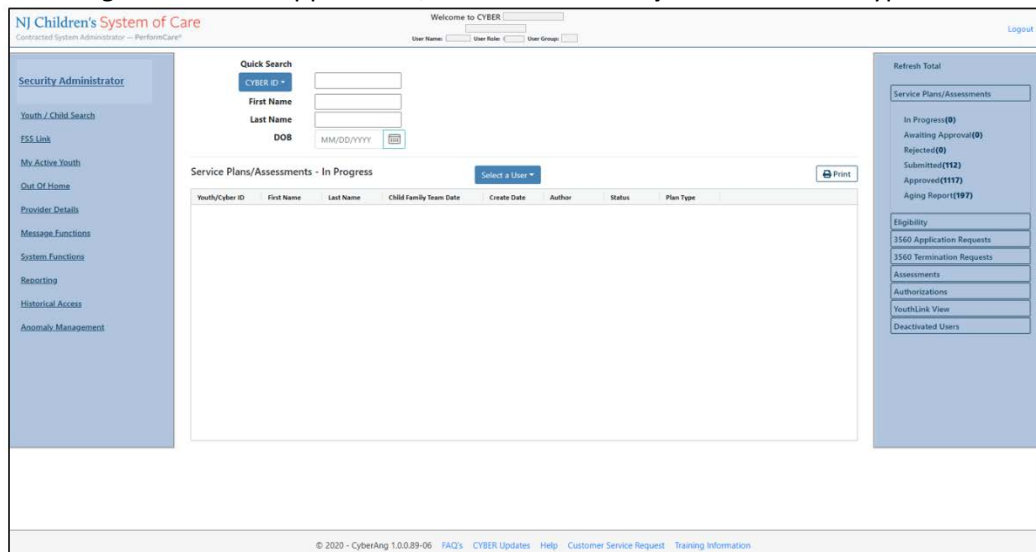 NJ Children's System of Care
Contracted System Administrator — PerformCare®
Welcome to CYBER
User Name: User Role: ( User Group:
Logout
Security Administrator
Youth / Child Search
FSS Link
My Active Youth
Out Of Home
Provider Details
Message Functions
System Functions
Reporting
Historical Access
Anomaly Management
Quick Search
CYBER ID
First Name
Last Name
DOB MM/DD/YYYY
Service Plans/Assessments - In Progress Select a User Print
Youth/Cyber ID First Name Last Name Child Family Team Date Create Date Author Status Plan Type
Refresh Total
Service Plans/Assessments
In Progress(0)
Awaiting Approval(0)
Rejected(0)
Submitted(112)
Approved(1117)
Aging Report(197)
Eligibility
3560 Application Requests
3560 Termination Requests
Assessments
Authorizations
YouthLink View
Deactivated Users
© 2020 - CyberAng 1.0.0.89-06 FAQ's CYBER Updates Help Customer Service Request Training Information